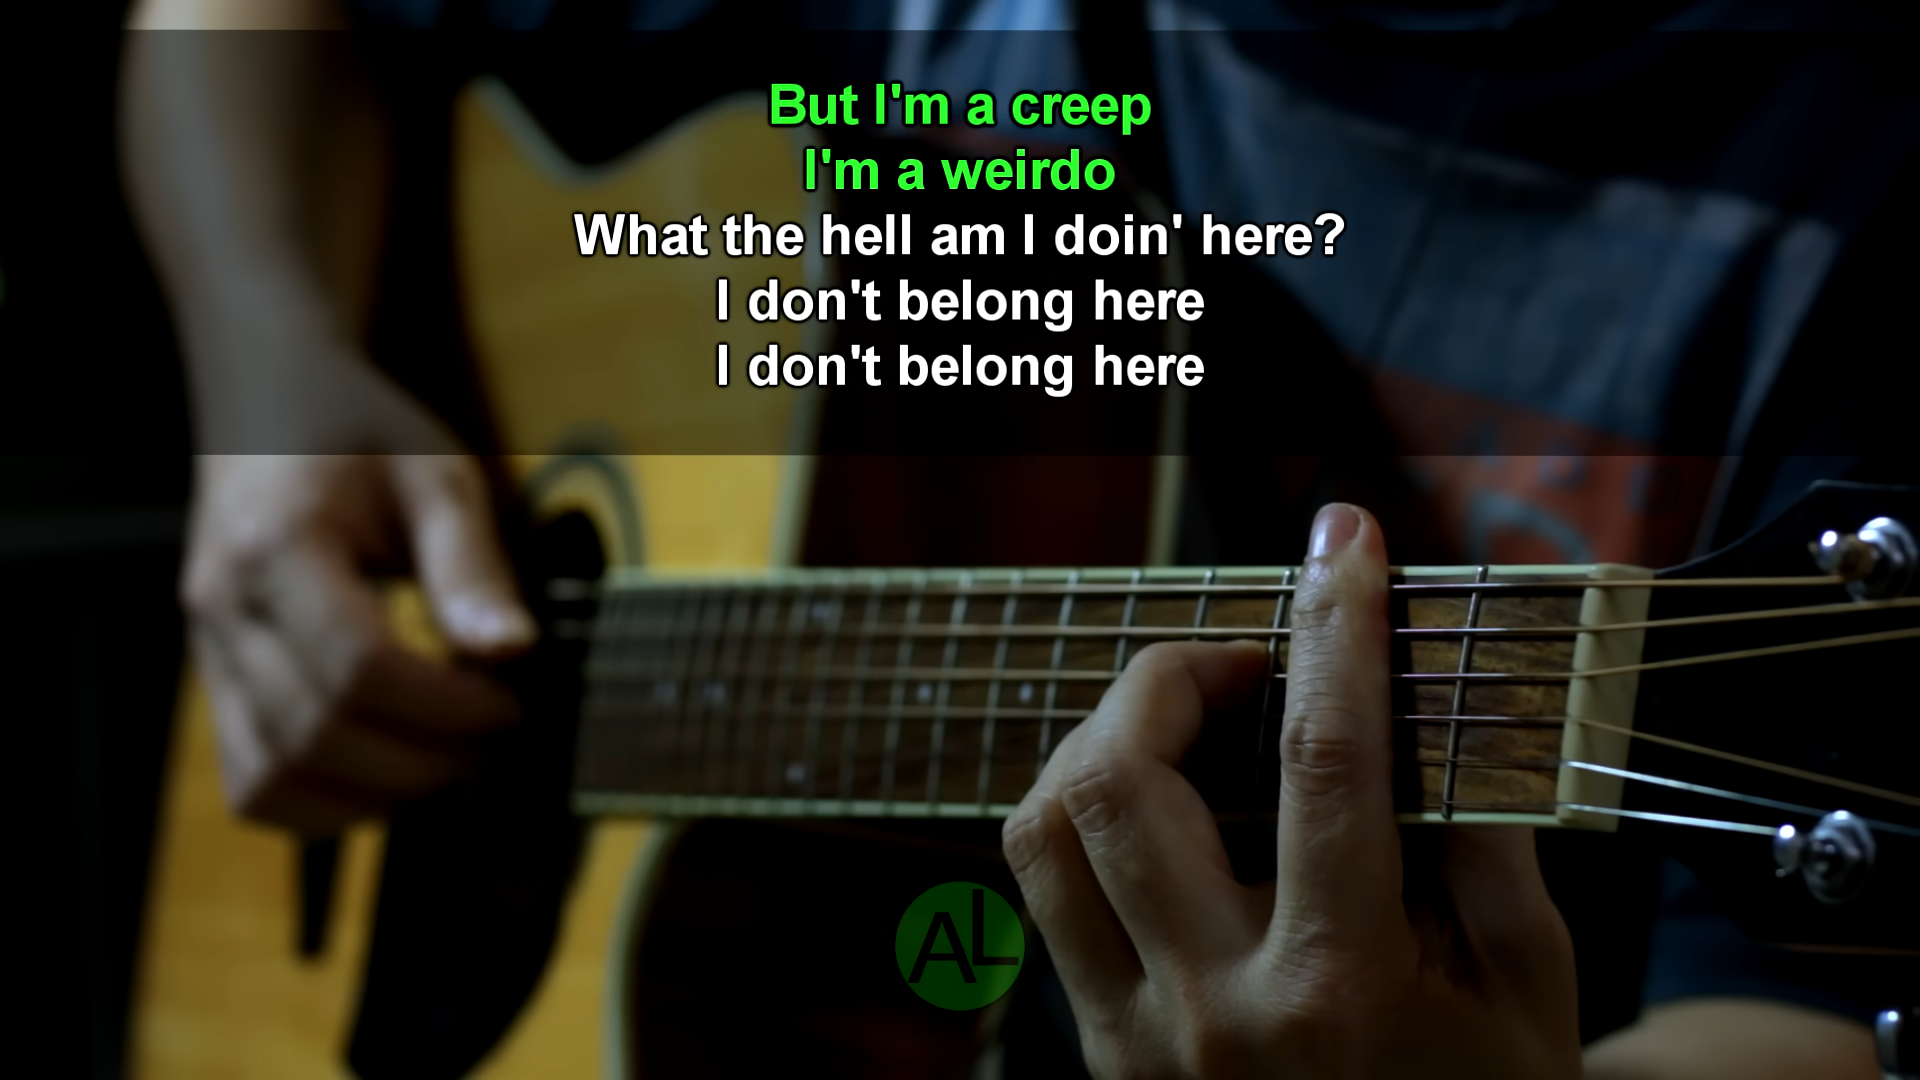 But I'm a creep
I'm a weirdo
What the hell am I doin' here?
I don't belong here
I don't belong here
AL